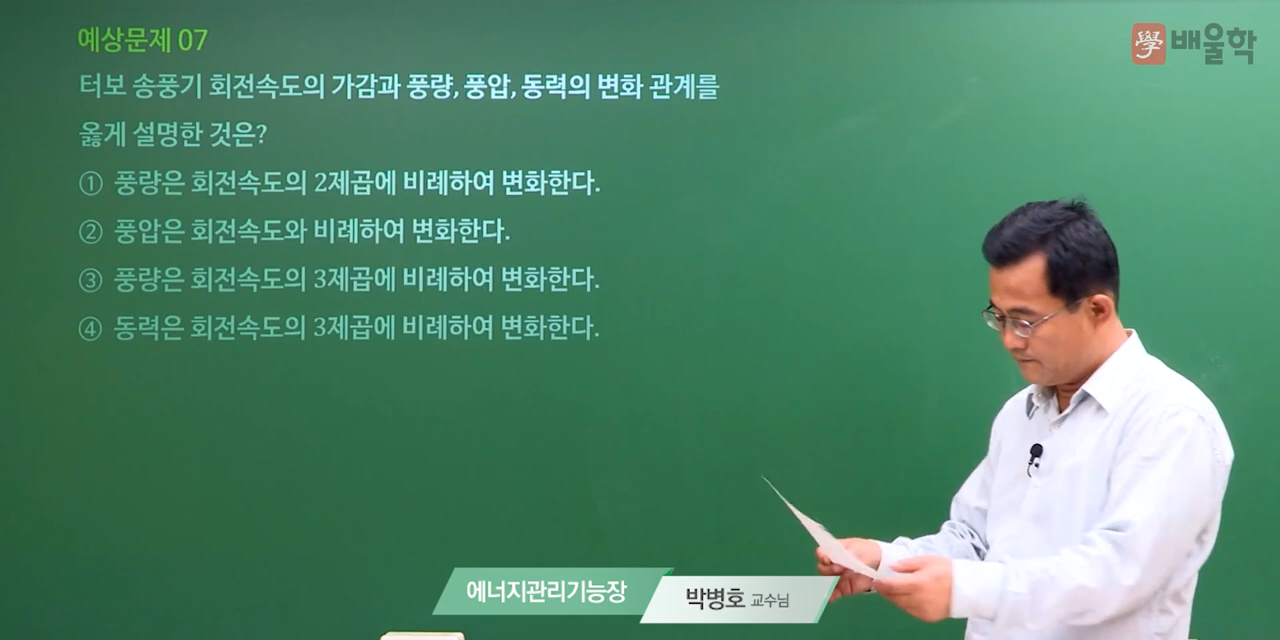 예상문제 07
學 배울학
터보 송풍기 회전속도의 가감과 풍량, 풍압, 동력의 변화 관계를
옳게 설명한 것은?
① 풍량은 회전속도의 2제곱에 비례하여 변화한다.
② 풍압은 회전속도와 비례하여 변화한다.
③ 풍량은 회전속도의 3제곱에 비례하여 변화한다.
④ 동력은 회전속도의 3제곱에 비례하여 변화한다.
에너지관리기능장
박병호 교수님